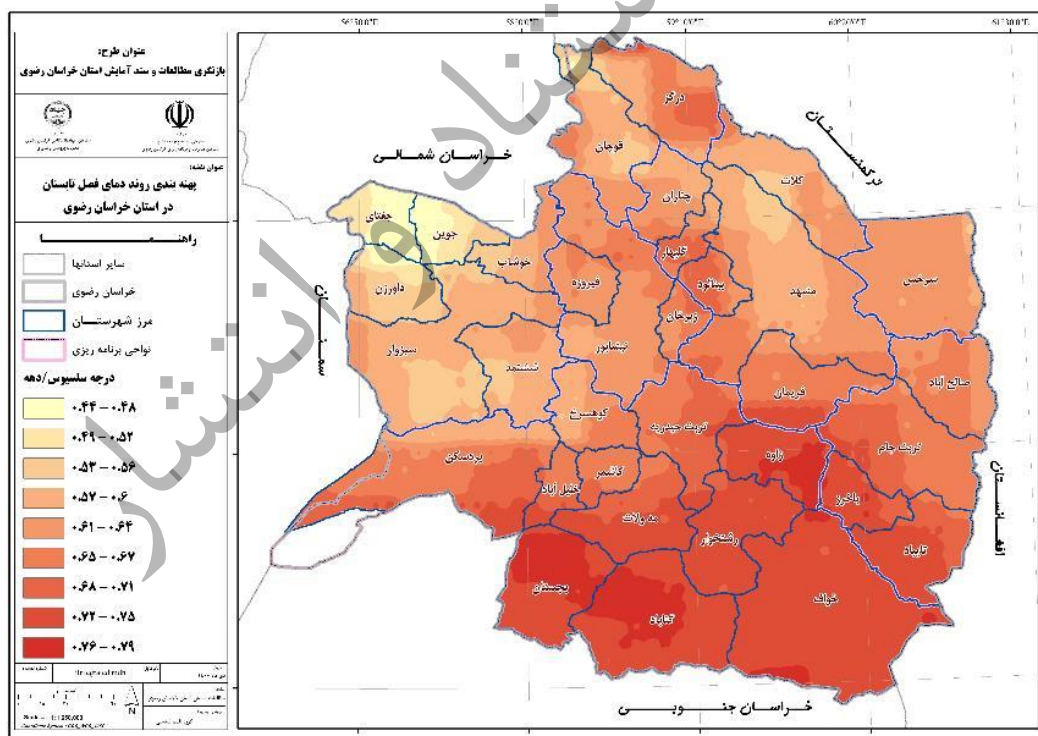 عنوان طرح:
بازنگری مطالعات و سند آمایش استان خراسان رضوی
عنوان نقشه:
پهنه بندی روند دمای فصل تابستان
در استان خراسان رضوی
راهنما
سایر استانها
خراسان رضوی
مرز شهرستان
نواحی برنامه ریزی
درجه سلسیوس/دهه
۰.۴۴ – ۰.۴۸
۰.۴۹ – ۰.۵۲
۰.۵۳ – ۰.۵۶
۰.۵۷ – ۰.۶
۰.۶۱ – ۰.۶۴
۰.۶۵ – ۰.۶۷
۰.۶۸ – ۰.۷۱
۰.۷۲ – ۰.۷۵
۰.۷۶ – ۰.۷۹
N
خراسان شمالی
ترکمنستان
سمنان
افغانستان
خراسان جنوبی
درگز
قوچان
کلات
چناران
جغتای
جوین
خوشاب
گلبهار
داورزن
فیروزه
بینالود
مشهد
سرخس
زبرخان
سبزوار
نیشابور
ششتمد
صالح آباد
فریمان
کوهسرخ
تربت حیدریه
تربت جام
بردسکن
کاشمر
زاوه
خلیل آباد
باخرز
مه ولات
رشتخوار
تایباد
بجستان
گناباد
خواف
و انتشار